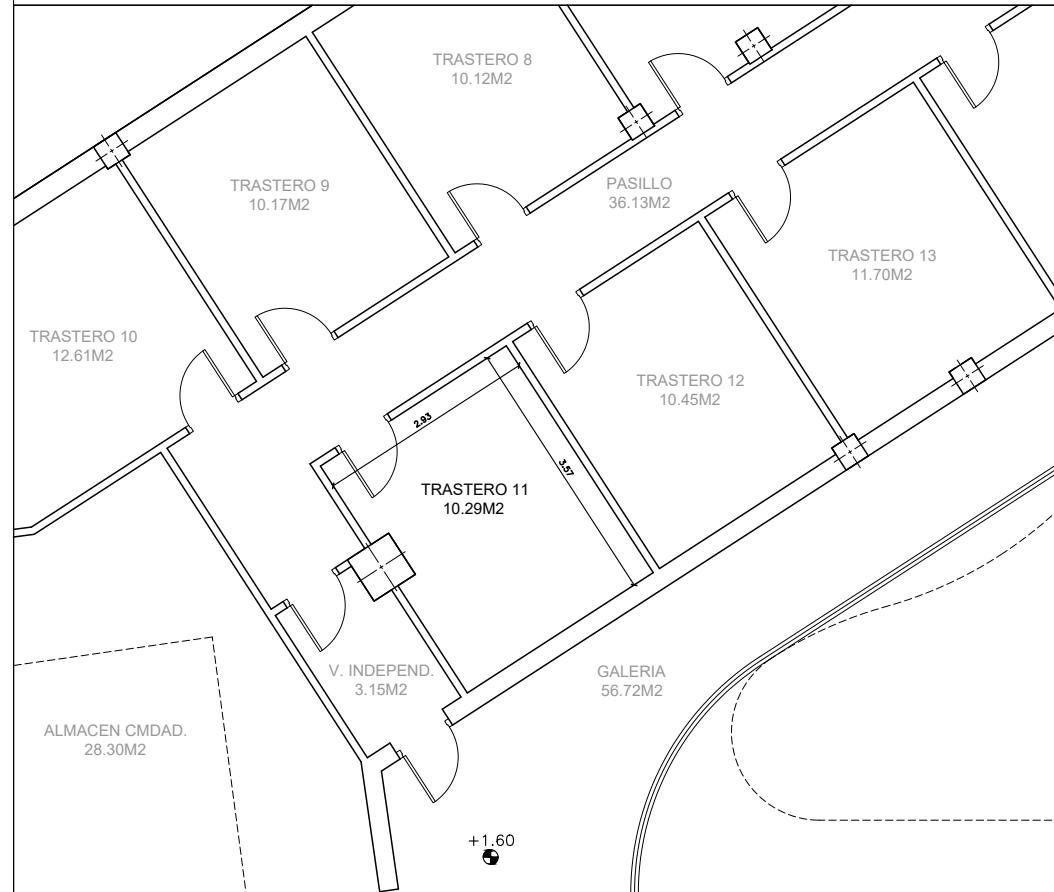 TRASTERO 8
10.12M2
TRASTERO 9
10.17M2
PASILLO
36.13M2
TRASTERO 13
11.70M2
TRASTERO 10
12.61M2
TRASTERO 12
10.45M2
2.93
3.57
TRASTERO 11
10.29M2
V. INDEPEND.
3.15M2
GALERIA
56.72M2
ALMACEN CMDAD.
28.30M2
+1.60